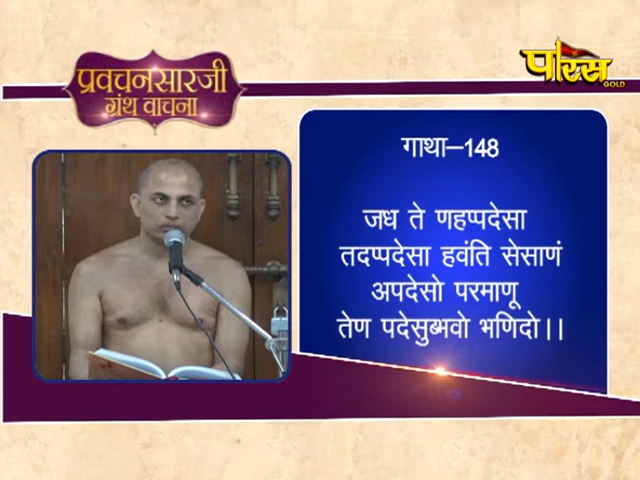 प्रवचनसारजी
ग्रंथ वाचना
पारस
GOLD
गाथा–148
जध ते णहप्पदेसा
तदप्पदेसा हवंति सेसाणं
अपदेसो परमाणू
तेण पदेसुब्भवो भणिदो।।